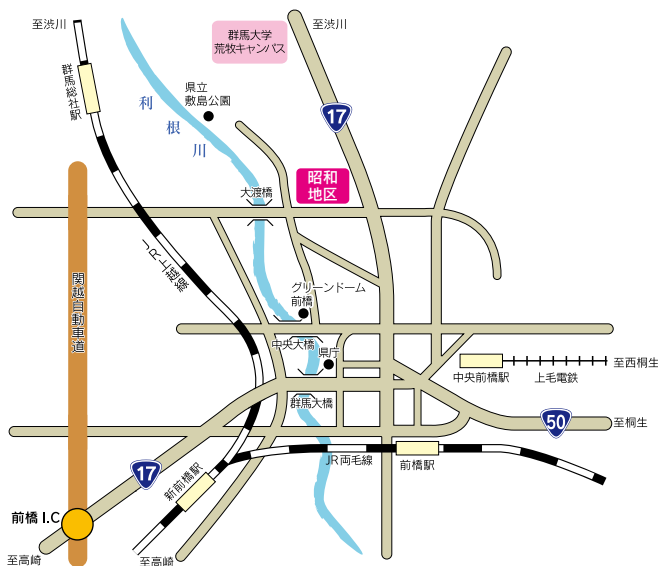 至渋川
至渋川
群馬大学
荒牧キャンパス
群馬総社駅
県立
敷島公園
利根川
17
昭和
地区
大渡橋
JR上越線
関越自動車道
グリーンドーム
前橋
中央大橋
県庁
中央前橋駅
上毛電鉄
至西桐生
群馬大橋
50
至桐生
JR両毛線
前橋駅
新前橋駅
17
前橋 I.C
至高崎
至高崎